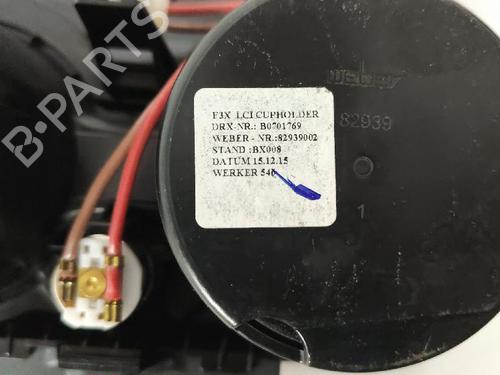 F3X LCI CUPHOLDER
DRX-NR.: B0701769
WEBER - NR.:82939002
STAND :BX008
DATUM 15.12.15
WERKER 540
weber
82939
1
B-PARTS